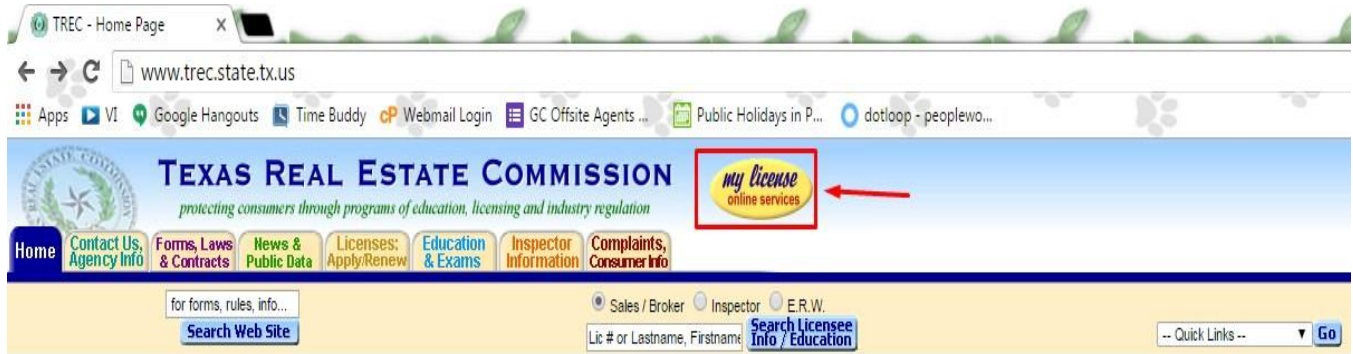 TREC - Home Page
www.trec.state.tx.us
Apps VI Google Hangouts Time Buddy cP Webmail Login GC Offsite Agents ... Public Holidays in P... dotloop - peoplewo...
TEXAS REAL ESTATE COMMISSION
protecting consumers through programs of education, licensing and industry regulation
my license
online services
Home
Contact Us,
Agency Info
Forms, Laws
& Contracts
News &
Public Data
Licenses:
Apply/Renew
Education
& Exams
Inspector
Information
Complaints,
Consumer Info
for forms, rules, info...
Search Web Site
Sales / Broker Inspector E.R.W.
Lic # or Lastname, Firstname
Search Licensee
Info / Education
-- Quick Links -- Go